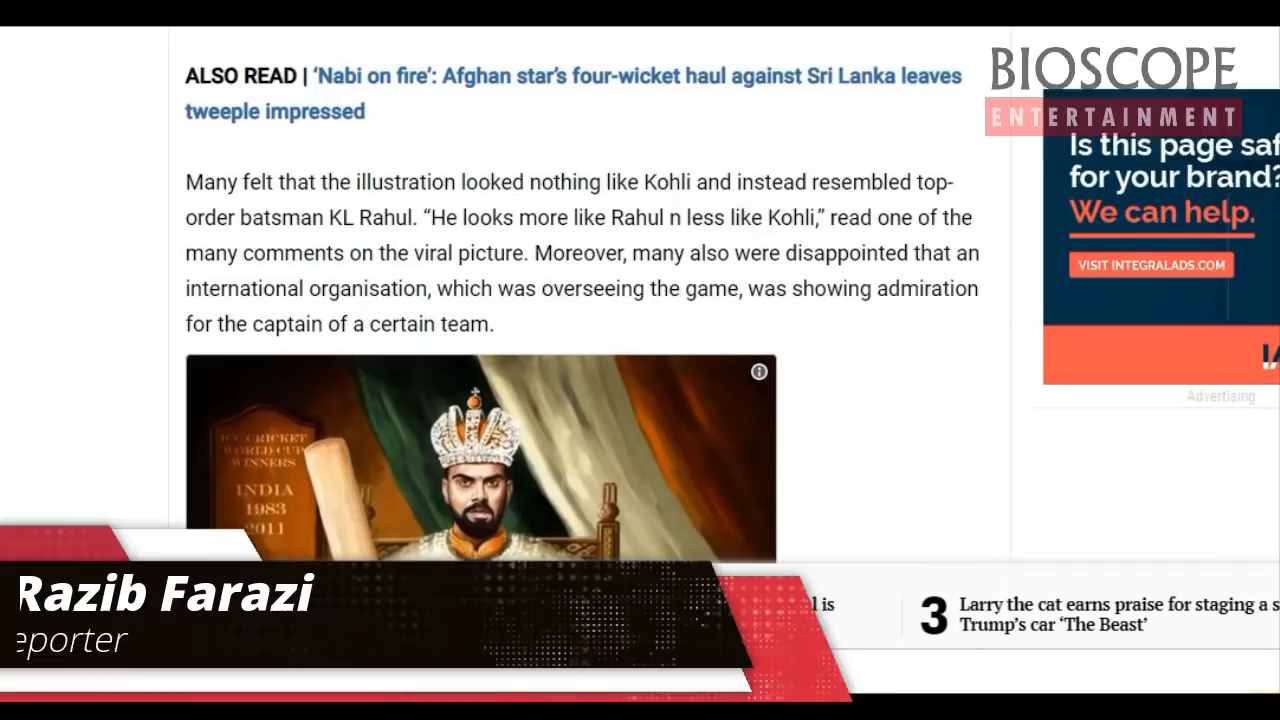 BIOSCOPE
ENTERTAINMENT
ALSO READ | ‘Nabi on fire’: Afghan star’s four-wicket haul against Sri Lanka leaves
tweeple impressed
Many felt that the illustration looked nothing like Kohli and instead resembled top-
order batsman KL Rahul. “He looks more like Rahul n less like Kohli,” read one of the
many comments on the viral picture. Moreover, many also were disappointed that an
international organisation, which was overseeing the game, was showing admiration
for the captain of a certain team.
Is this page saf
for your brand?
We can help.
VISIT INTEGRALADS.COM
Advertising
ICC CRICKET
WORLD CUP
WINNERS
INDIA
1983
2011
Razib Farazi
eporter
l is
3 Larry the cat earns praise for staging a s
Trump’s car ‘The Beast’